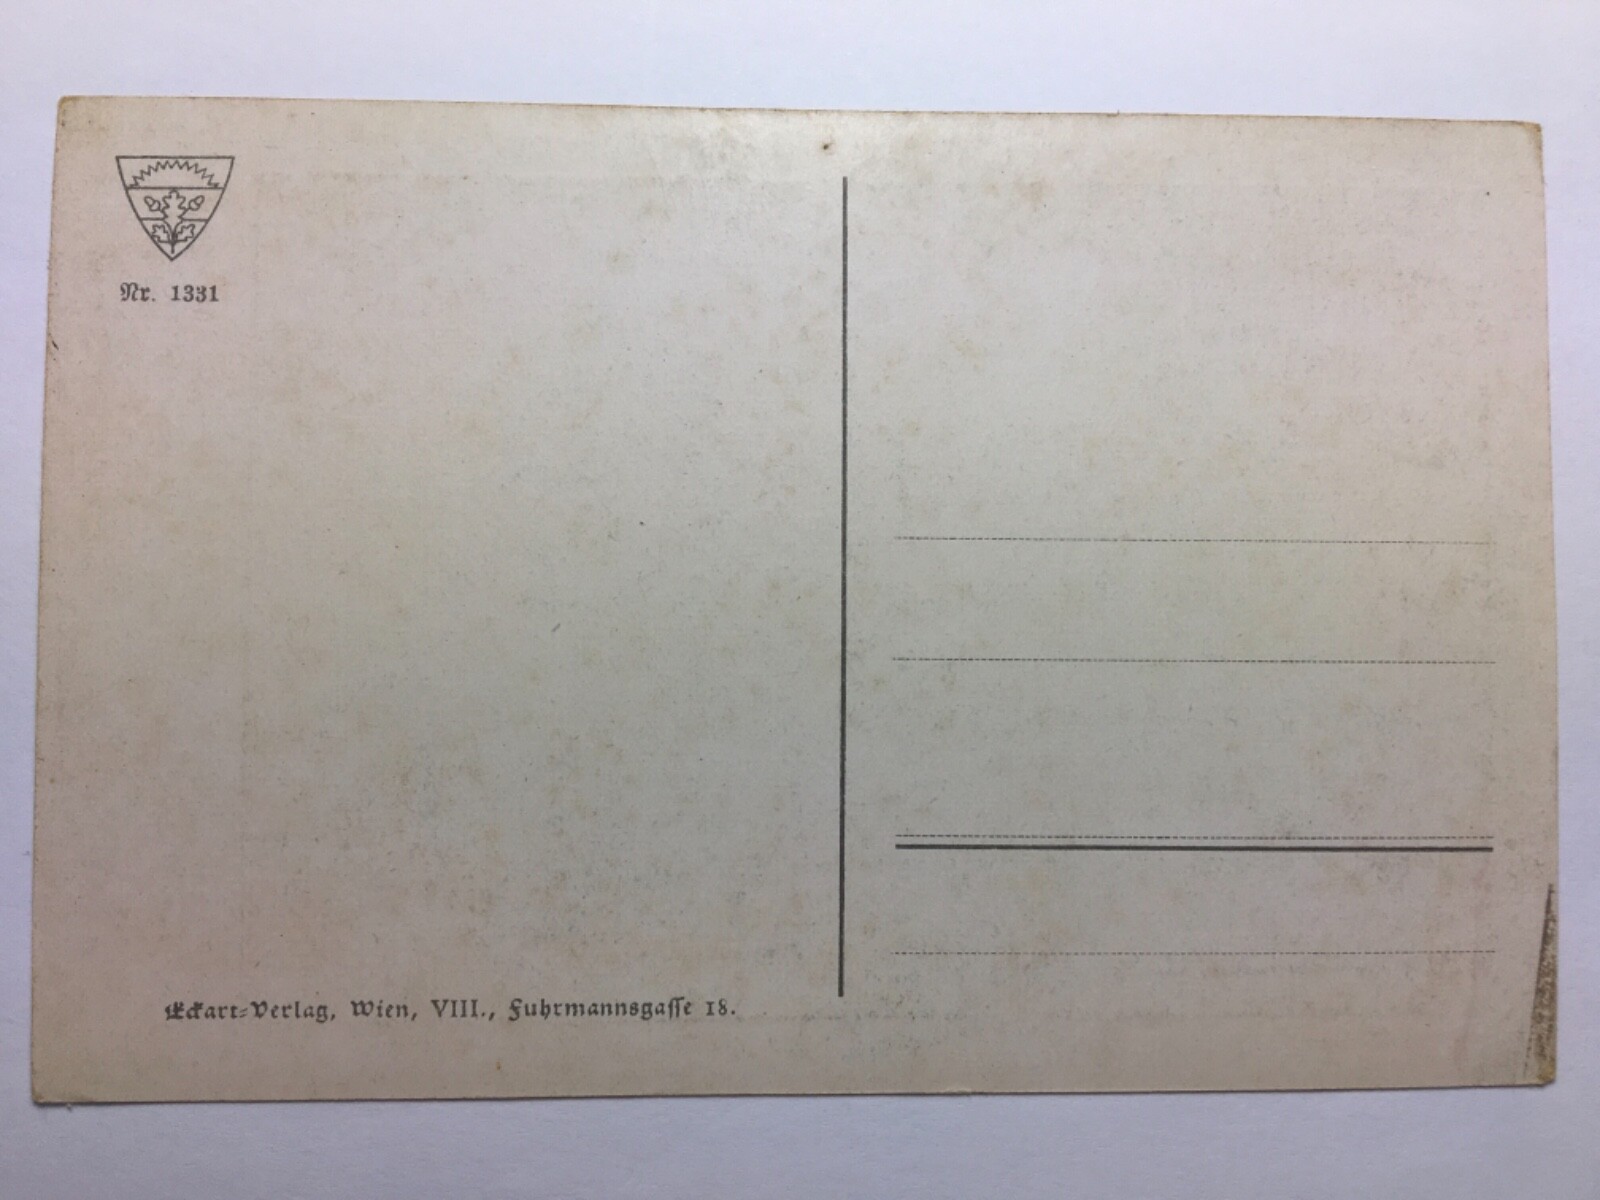 Nr. 1331
Eckart-Verlag, Wien, VIII., Fuhrmannsgasse 18.